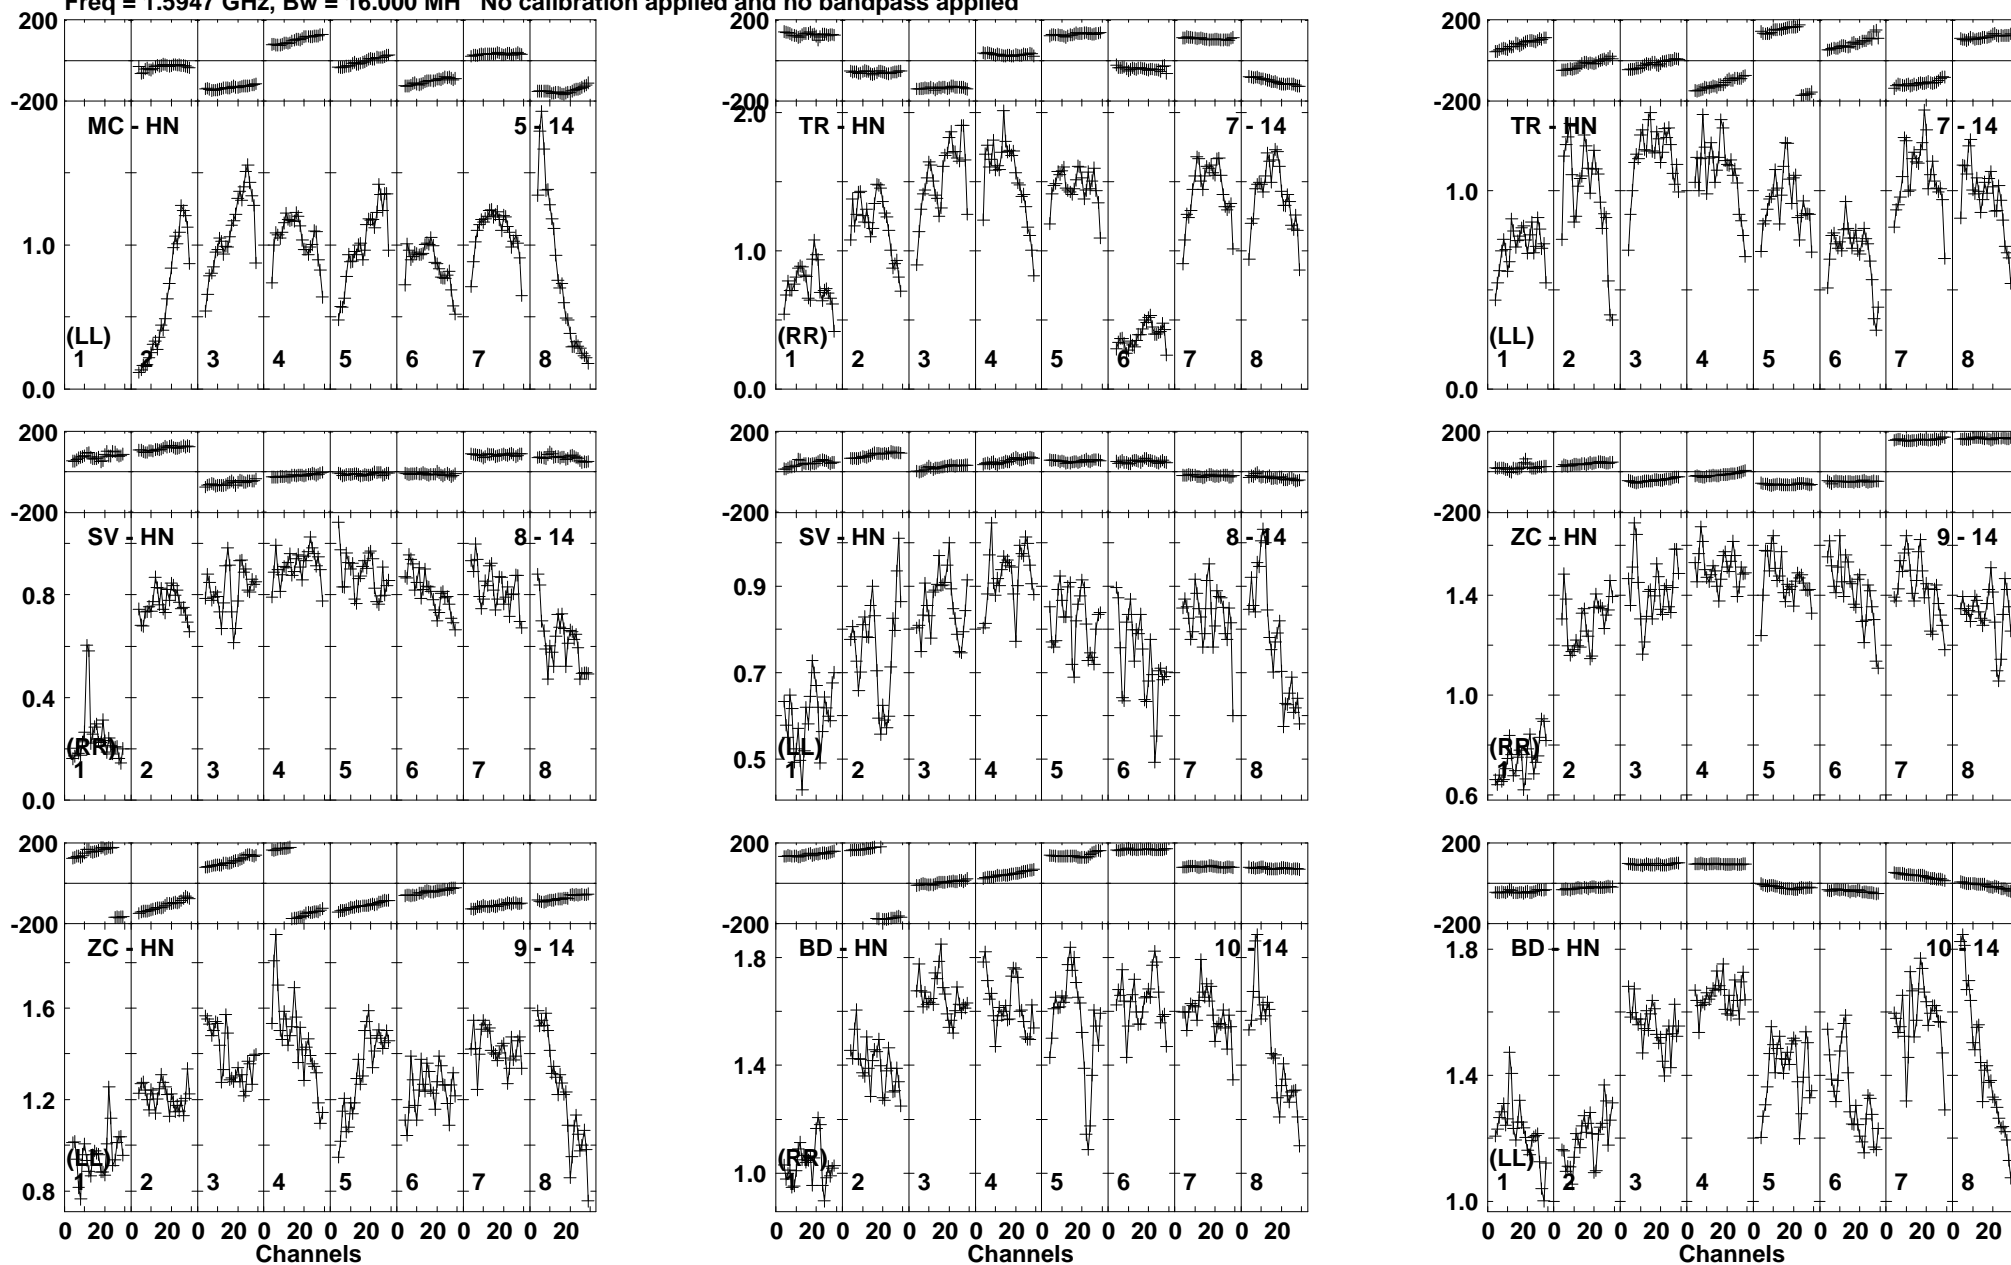 Freq = 1.5947 GHz, Bw = 16.000 MH No calibration applied and no bandpass applied
200
-200
MC - HN 5 - 14
1.0
0.0
(LL)
1 2 3 4 5 6 7 8
200
-200
2.0
TR - HN 7 - 14
1.0
0.0
(RR)
1 2 3 4 5 6 7 8
200
-200
TR - HN 7 - 14
1.0
0.0
(LL)
1 2 3 4 5 6 7 8
200
-200
SV - HN 8 - 14
0.8
0.4
0.0
(RR)
1 2 3 4 5 6 7 8
200
-200
SV - HN 8 - 14
0.9
0.7
0.5
(LL)
1 2 3 4 5 6 7 8
200
-200
ZC - HN 9 - 14
1.4
1.0
0.6
(RR)
1 2 3 4 5 6 7 8
200
-200
ZC - HN 9 - 14
1.6
1.2
0.8
(LL)
1 2 3 4 5 6 7 8
0 20 0 20 0 20 0 20 0 20 0 20 0 20 0 20
Channels
200
-200
BD - HN 10 - 14
1.8
1.4
1.0
(RR)
1 2 3 4 5 6 7 8
0 20 0 20 0 20 0 20 0 20 0 20 0 20 0 20
Channels
200
-200
BD - HN 10 - 14
1.8
1.4
1.0
(LL)
1 2 3 4 5 6 7 8
0 20 0 20 0 20 0 20 0 20 0 20 0 20 0 20
Channels